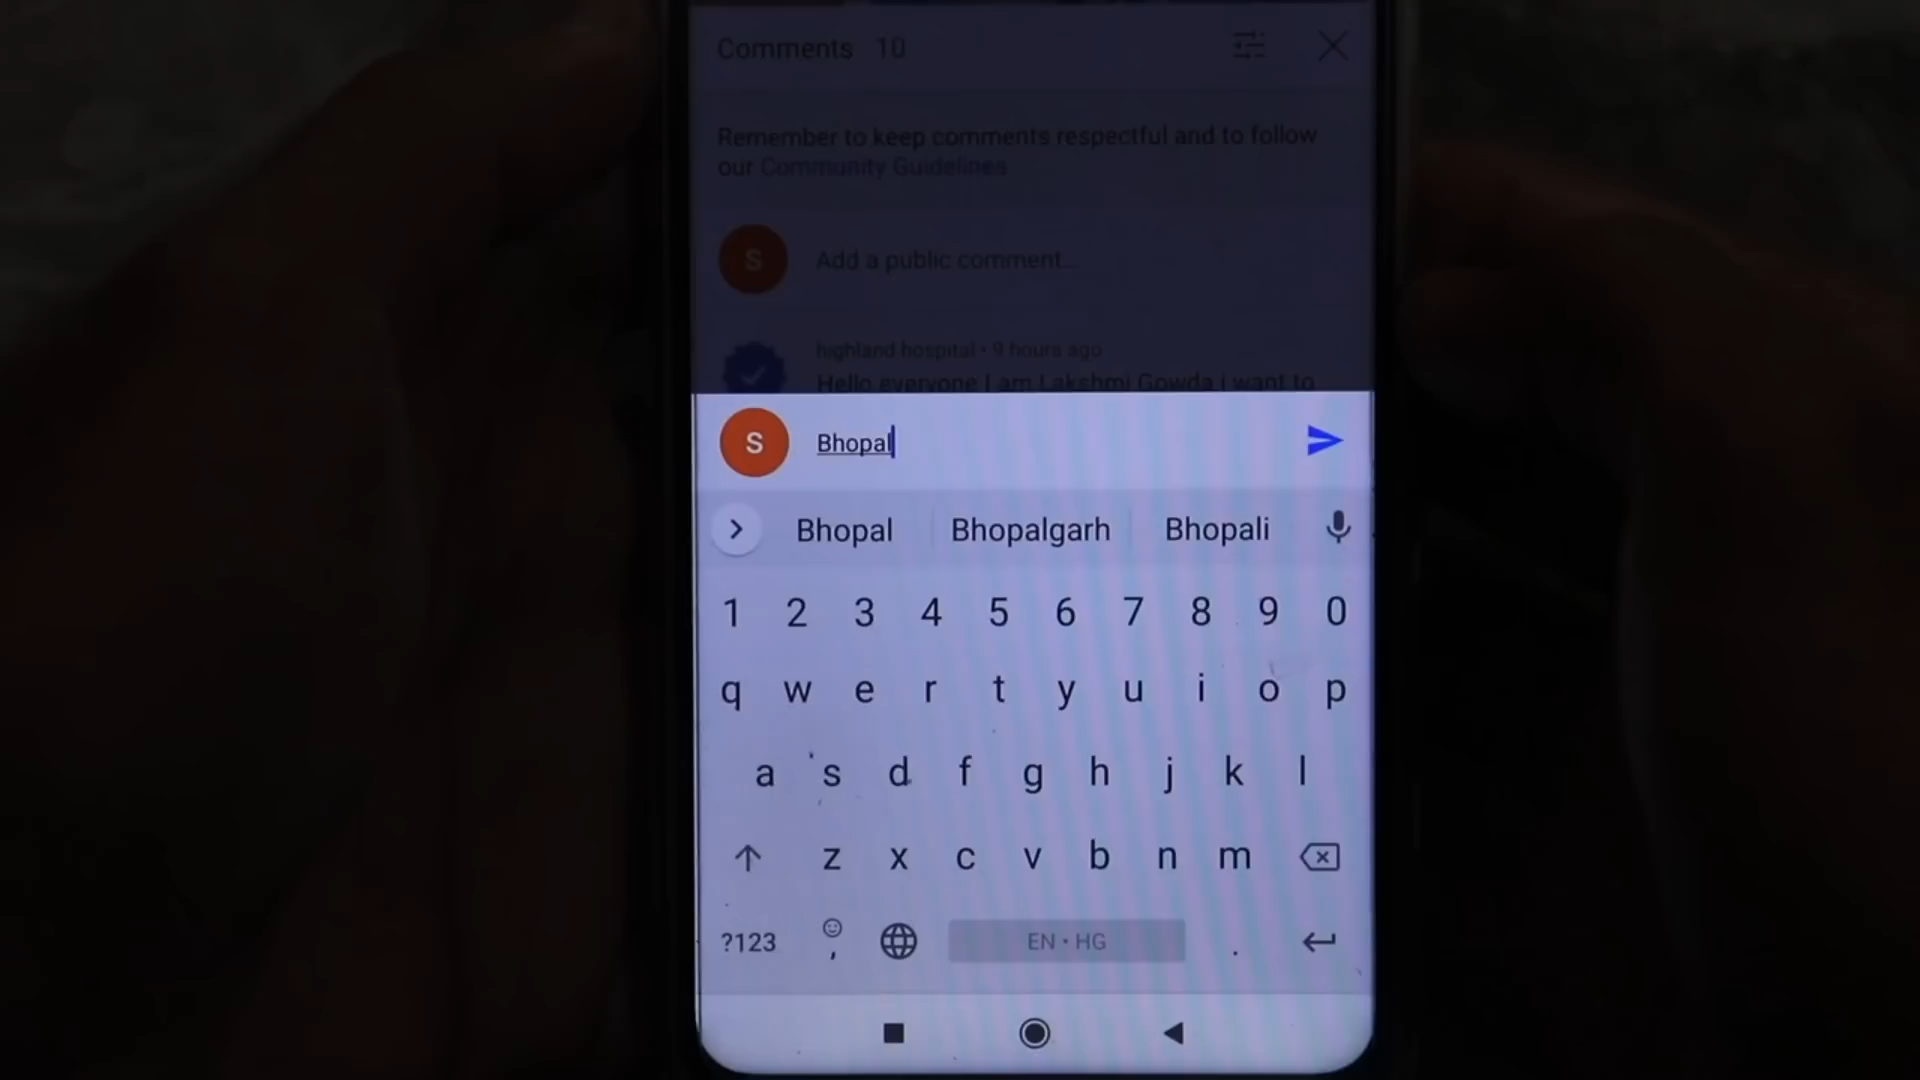 Comments 10
Remember to keep comments respectful and to follow
our Community Guidelines
S
Add a public comment...
highland hospital • 9 hours ago
Hello everyone I am Lakshmi Gowda i want to
S
Bhopal
Bhopal Bhopalgarh Bhopali
1 2 3 4 5 6 7 8 9 0
q w e r t y u i o p
a s d f g h j k l
z x c v b n m
?123 , EN • HG .